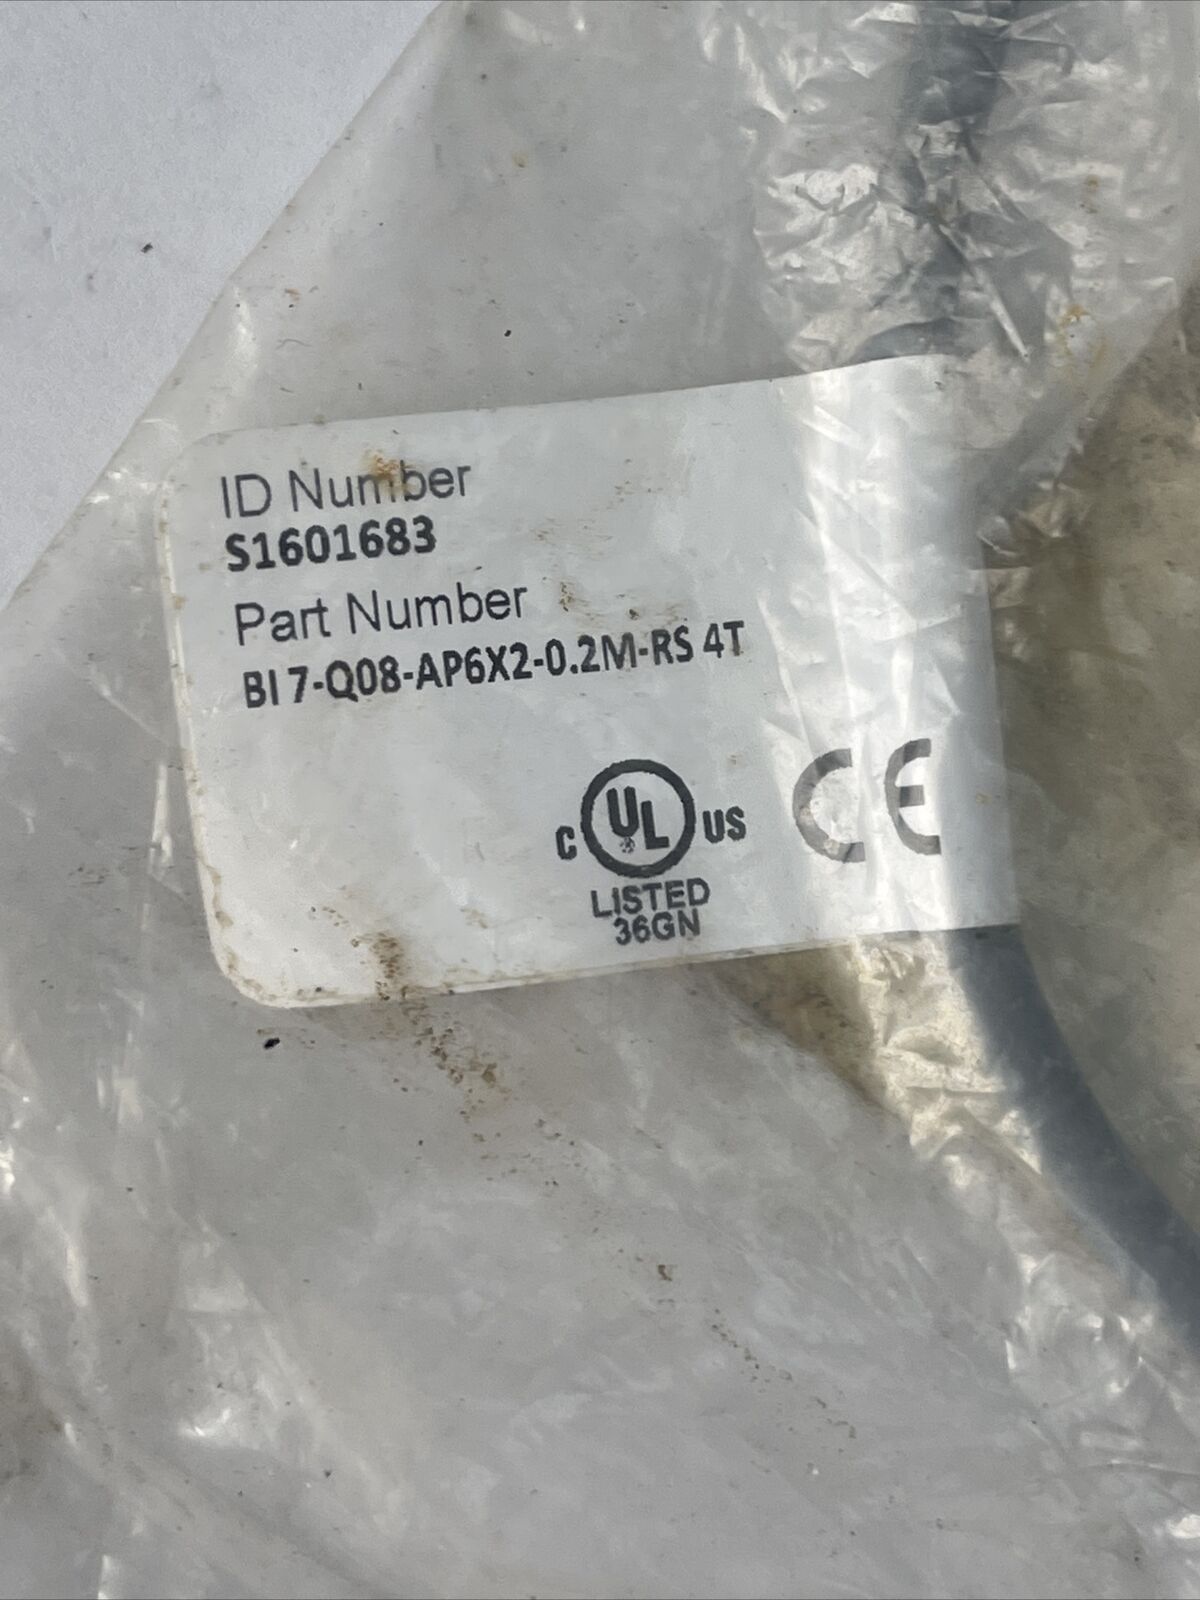 ID Number
S1601683
Part Number
BI 7-Q08-AP6X2-0.2M-RS 4T
C UL US
LISTED
36GN
CE